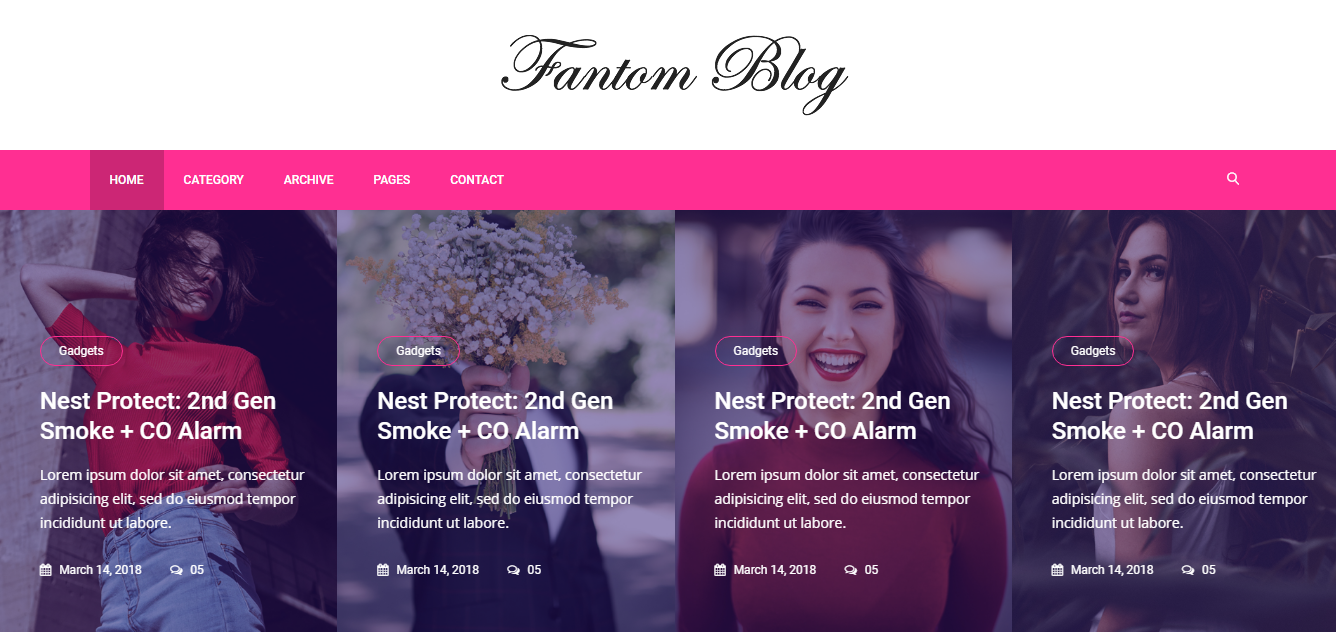 Fantom Blog
HOME CATEGORY ARCHIVE PAGES CONTACT
Gadgets
Nest Protect: 2nd Gen
Smoke + CO Alarm
Lorem ipsum dolor sit amet, consectetur
adipisicing elit, sed do eiusmod tempor
incididunt ut labore.
March 14, 2018 05
Gadgets
Nest Protect: 2nd Gen
Smoke + CO Alarm
Lorem ipsum dolor sit amet, consectetur
adipisicing elit, sed do eiusmod tempor
incididunt ut labore.
March 14, 2018 05
Gadgets
Nest Protect: 2nd Gen
Smoke + CO Alarm
Lorem ipsum dolor sit amet, consectetur
adipisicing elit, sed do eiusmod tempor
incididunt ut labore.
March 14, 2018 05
Gadgets
Nest Protect: 2nd Gen
Smoke + CO Alarm
Lorem ipsum dolor sit amet, consectetur
adipisicing elit, sed do eiusmod tempor
incididunt ut labore.
March 14, 2018 05